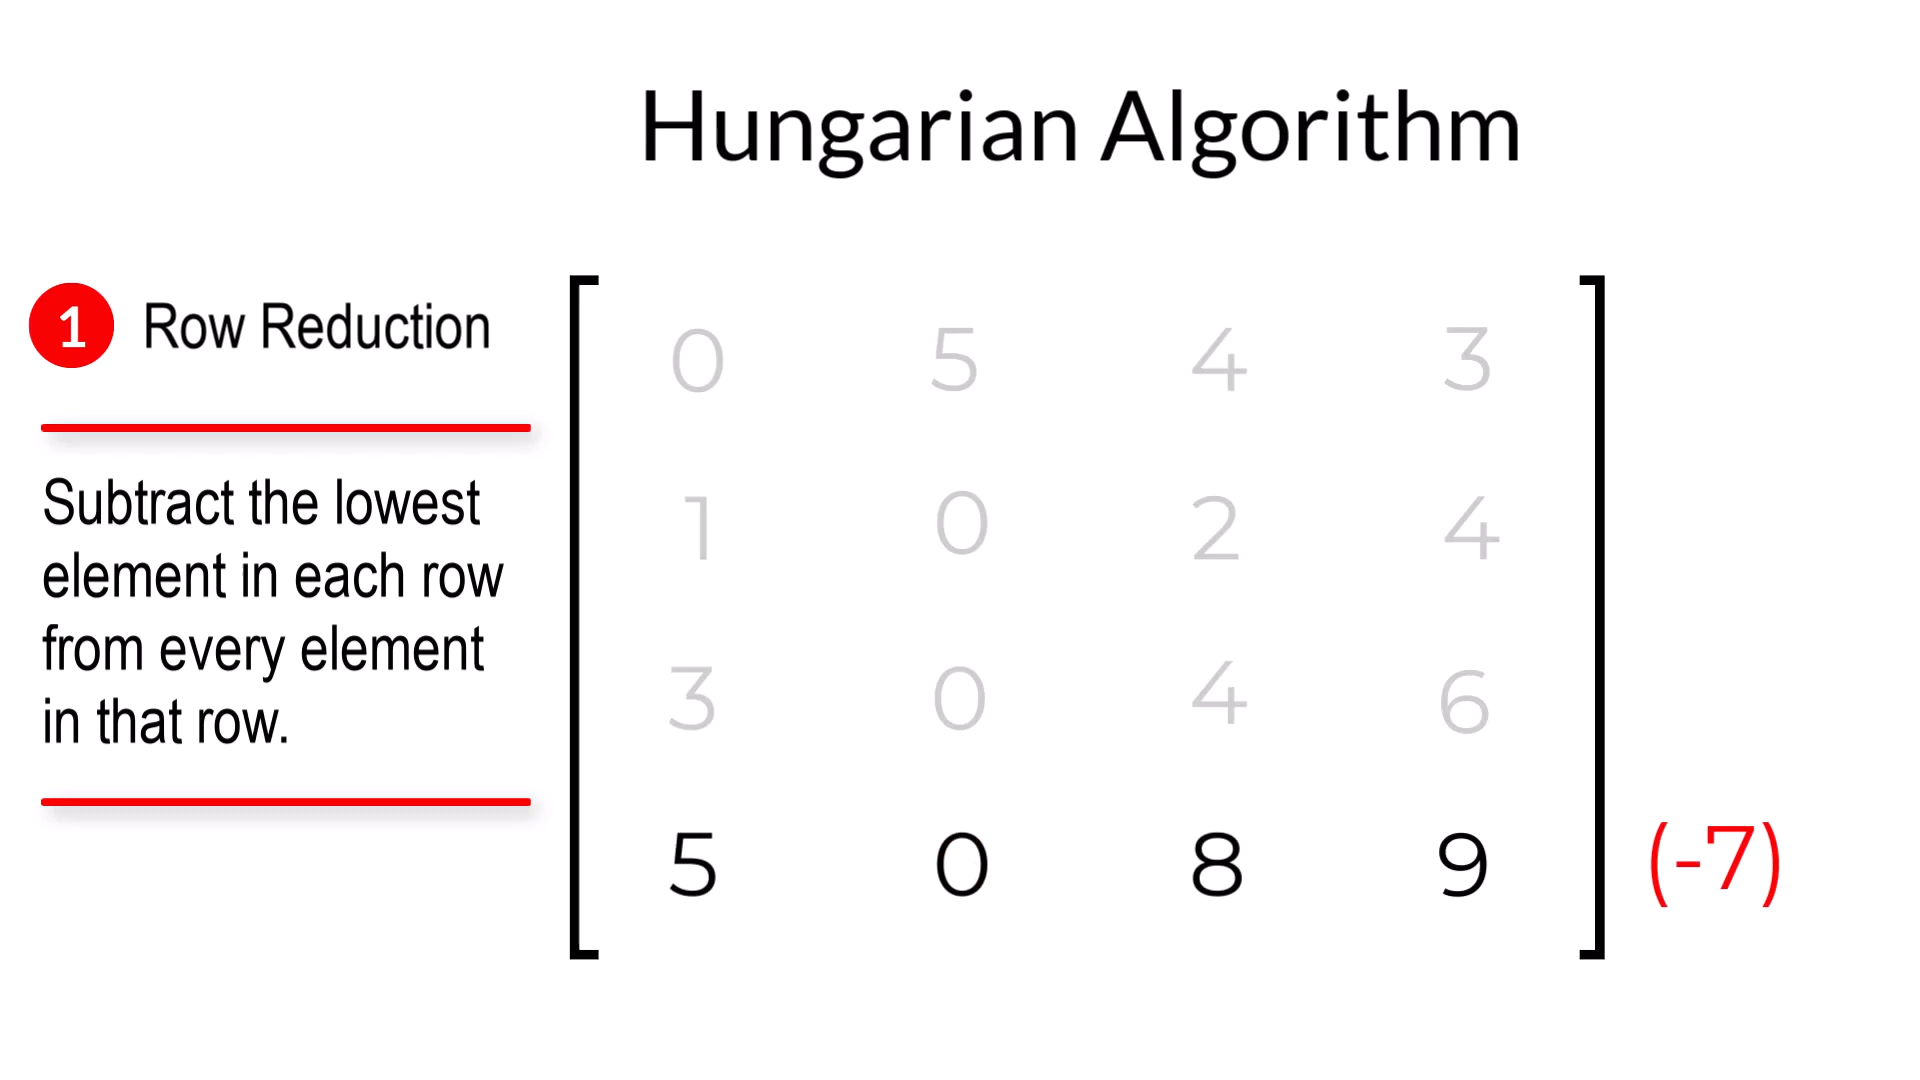 Hungarian Algorithm
1 Row Reduction
Subtract the lowest
element in each row
from every element
in that row.
0 5 4 3
1 0 2 4
3 0 4 6
5 0 8 9 (-7)